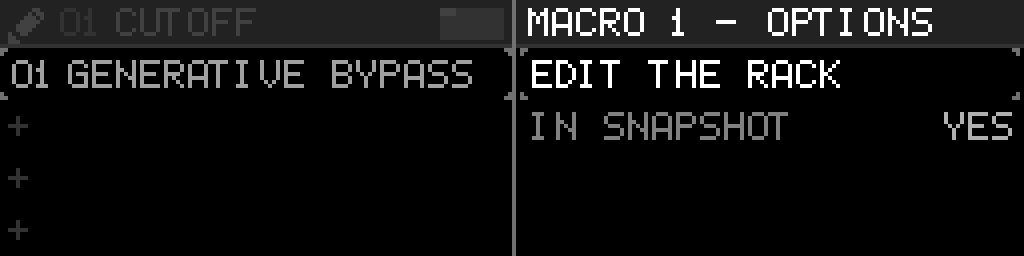 01 CUTOFF
01 GENERATIVE BYPASS
+
+
+
MACRO 1 - OPTIONS
EDIT THE RACK
IN SNAPSHOT YES